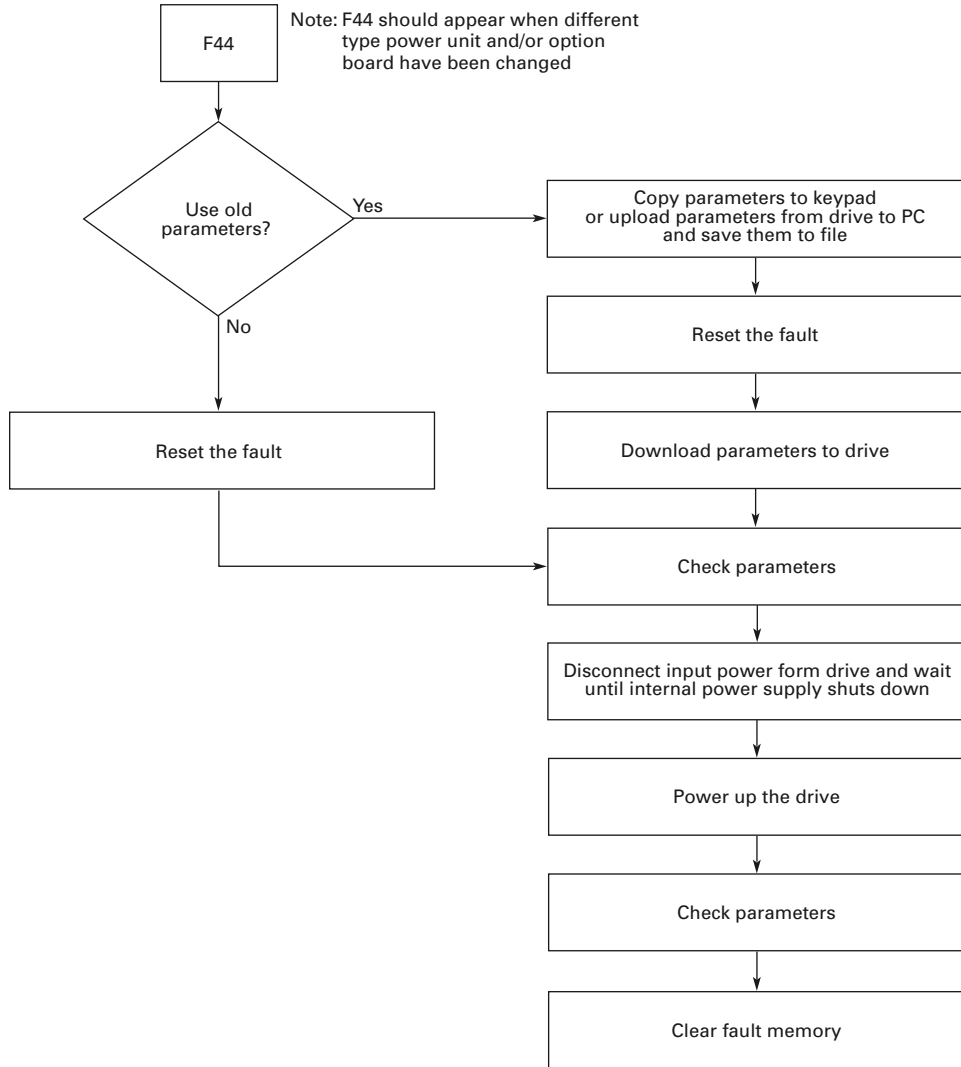 F44
Note: F44 should appear when different
type power unit and/or option
board have been changed
Use old
parameters?
Yes
No
Copy parameters to keypad
or upload parameters from drive to PC
and save them to file
Reset the fault
Reset the fault
Download parameters to drive
Check parameters
Disconnect input power form drive and wait
until internal power supply shuts down
Power up the drive
Check parameters
Clear fault memory